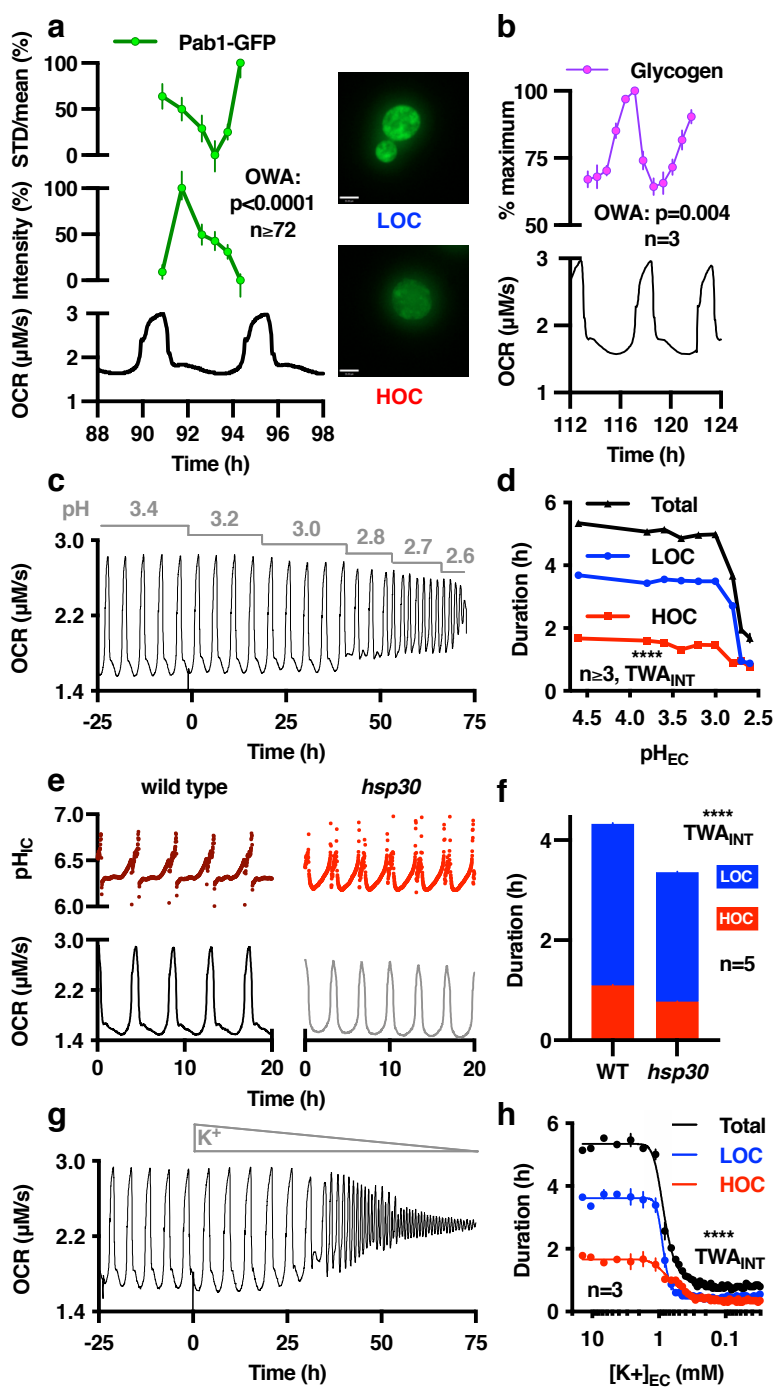 a
Pab1-GFP
STD/mean (%)
100
50
0
Intensity (%)
100
50
0
OWA:
p<0.0001
n≥72
LOC
HOC
OCR (µM/s)
3
2
1
88 90 92 94 96 98
Time (h)
b
Glycogen
% maximum
100
75
50
OWA: p=0.004
n=3
OCR (µM/s)
3
2
1
112 116 120 124
Time (h)
c
pH 3.4 3.2 3.0 2.8 2.7 2.6
OCR (µM/s)
3.0
2.2
1.4
-25 0 25 50 75
Time (h)
d
Total
LOC
HOC
Duration (h)
6
4
2
0
****
n≥3, TWA_INT
4.5 4.0 3.5 3.0 2.5
pH_EC
e
wild type hsp30
pH_IC
7.0
6.5
6.0
OCR (µM/s)
3.0
2.2
1.4
0 10 20 0 10 20
Time (h)
f
****
TWA_INT
LOC
HOC
n=5
Duration (h)
4
2
0
WT hsp30
g
K⁺
OCR (µM/s)
3.0
2.2
1.4
-25 0 25 50 75
Time (h)
h
Total
LOC
HOC
Duration (h)
6
4
2
0
****
TWA_INT
n=3
10 1 0.1
[K+]_EC (mM)